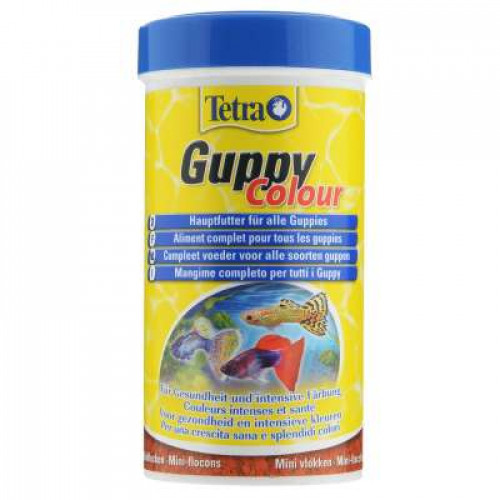 Tetra
Guppy
Colour
Hauptfutter für alle Guppies
Aliment complet pour tous les guppies
Compleet voeder voor alle soorten guppen
Mangime completo per tutti i Guppy
Für Gesundheit und intensive Färbung
Couleurs intenses et santé
Voor gezondheid en intensieve kleuren
Per una crescita sana e splendidi colori
Mini-flocons Mini vlokken